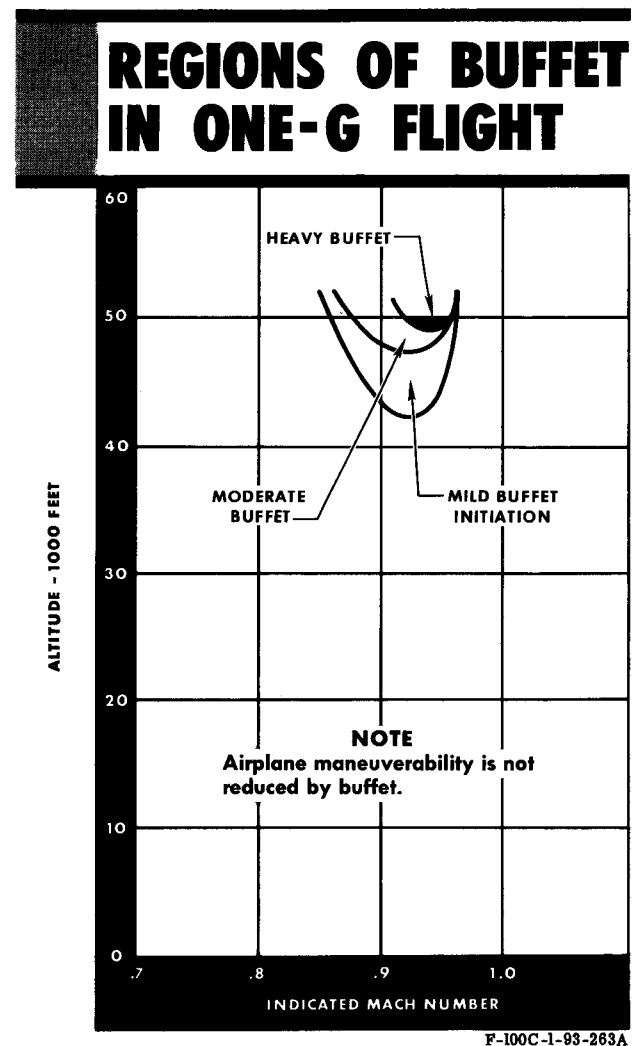 REGIONS OF BUFFET
IN ONE-G FLIGHT
60
HEAVY BUFFET
50
40
MODERATE
BUFFET
MILD BUFFET
INITIATION
ALTITUDE - 1000 FEET
30
20
NOTE
Airplane maneuverability is not
reduced by buffet.
10
0
.7 .8 .9 1.0
INDICATED MACH NUMBER
F-100C-1-93-263A